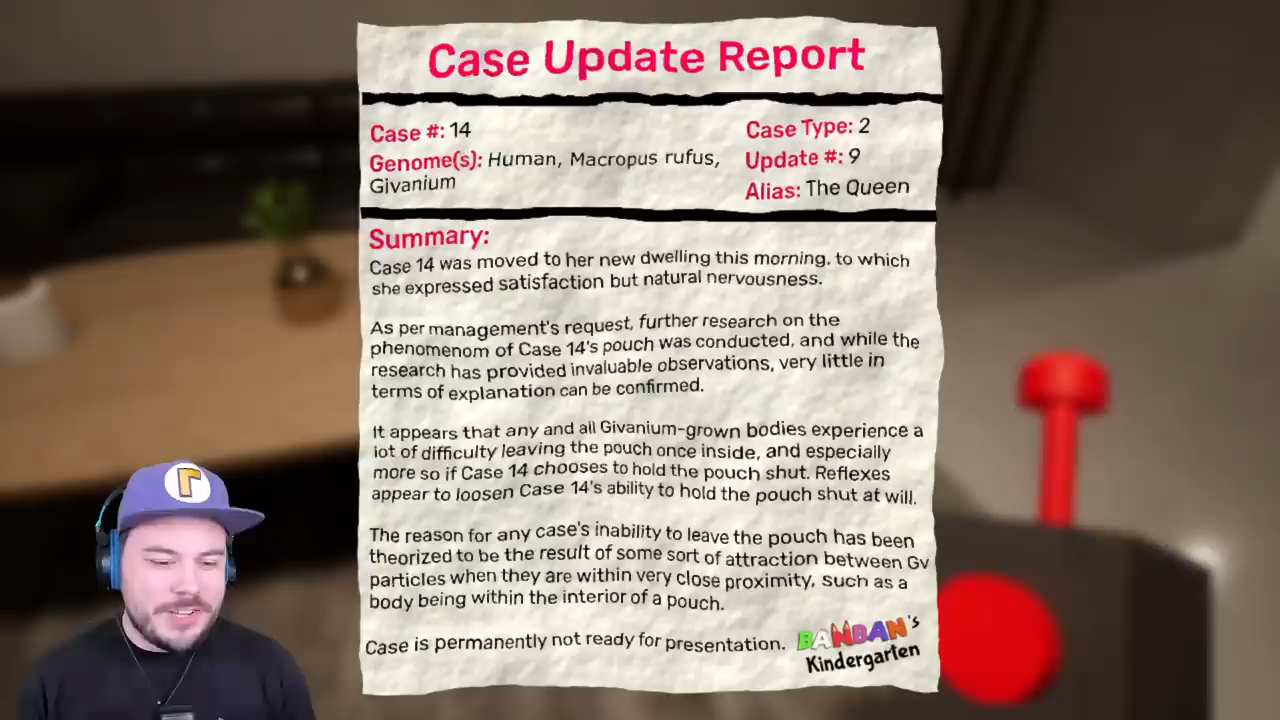 Case Update Report
Case #: 14
Case Type: 2
Genome(s): Human, Macropus rufus,
Givanium
Update #: 9
Alias: The Queen
Summary:
Case 14 was moved to her new dwelling this morning, to which
she expressed satisfaction but natural nervousness.
As per management's request, further research on the
phenomenom of Case 14's pouch was conducted, and while the
research has provided invaluable observations, very little in
terms of explanation can be confirmed.
It appears that any and all Givanium-grown bodies experience a
lot of difficulty leaving the pouch once inside, and especially
more so if Case 14 chooses to hold the pouch shut. Reflexes
appear to loosen Case 14's ability to hold the pouch shut at will.
The reason for any case's inability to leave the pouch has been
theorized to be the result of some sort of attraction between Gv
particles when they are within very close proximity, such as a
body being within the interior of a pouch.
Case is permanently not ready for presentation.
BANBAN's
Kindergarten